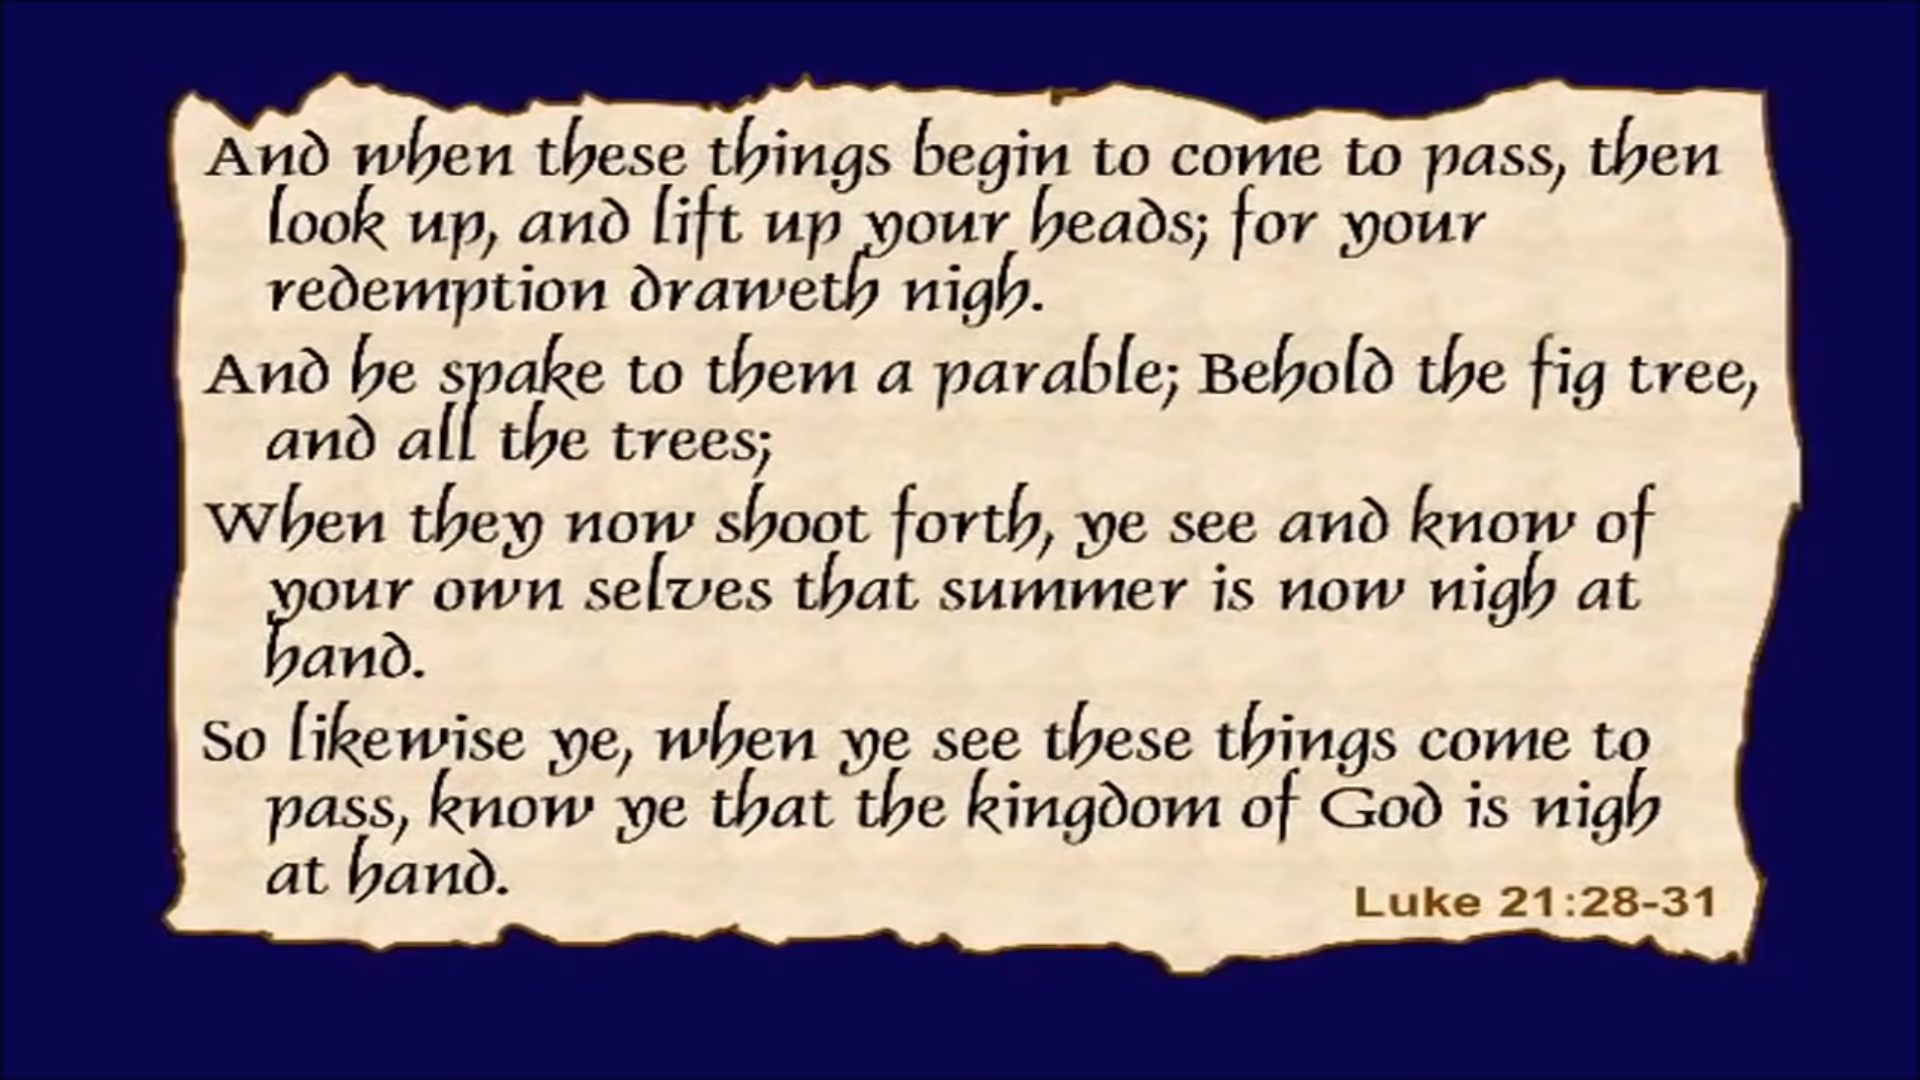 And when these things begin to come to pass, then
look up, and lift up your heads; for your
redemption draweth nigh.
And he spake to them a parable; Behold the fig tree,
and all the trees;
When they now shoot forth, ye see and know of
your own selves that summer is now nigh at
hand.
So likewise ye, when ye see these things come to
pass, know ye that the kingdom of God is nigh
at hand.
Luke 21:28-31